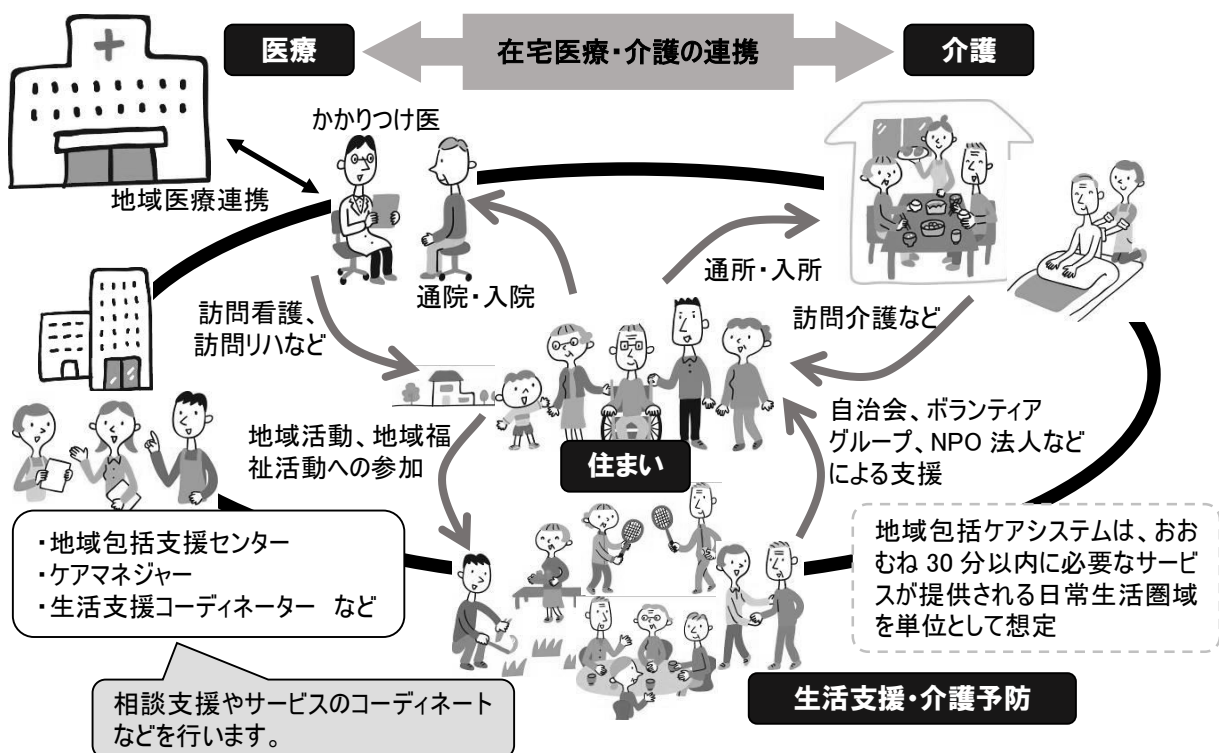 医療
在宅医療・介護の連携
介護
かかりつけ医
地域医療連携
通院・入院
通所・入所
訪問看護、
訪問リハなど
訪問介護など
地域活動、地域福
祉活動への参加
住まい
自治会、ボランティア
グループ、NPO 法人など
による支援
・地域包括支援センター
・ケアマネジャー
・生活支援コーディネーター など
地域包括ケアシステムは、おお
むね 30 分以内に必要なサービ
スが提供される日常生活圏域
を単位として想定
相談支援やサービスのコーディネート
などを行います。
生活支援・介護予防